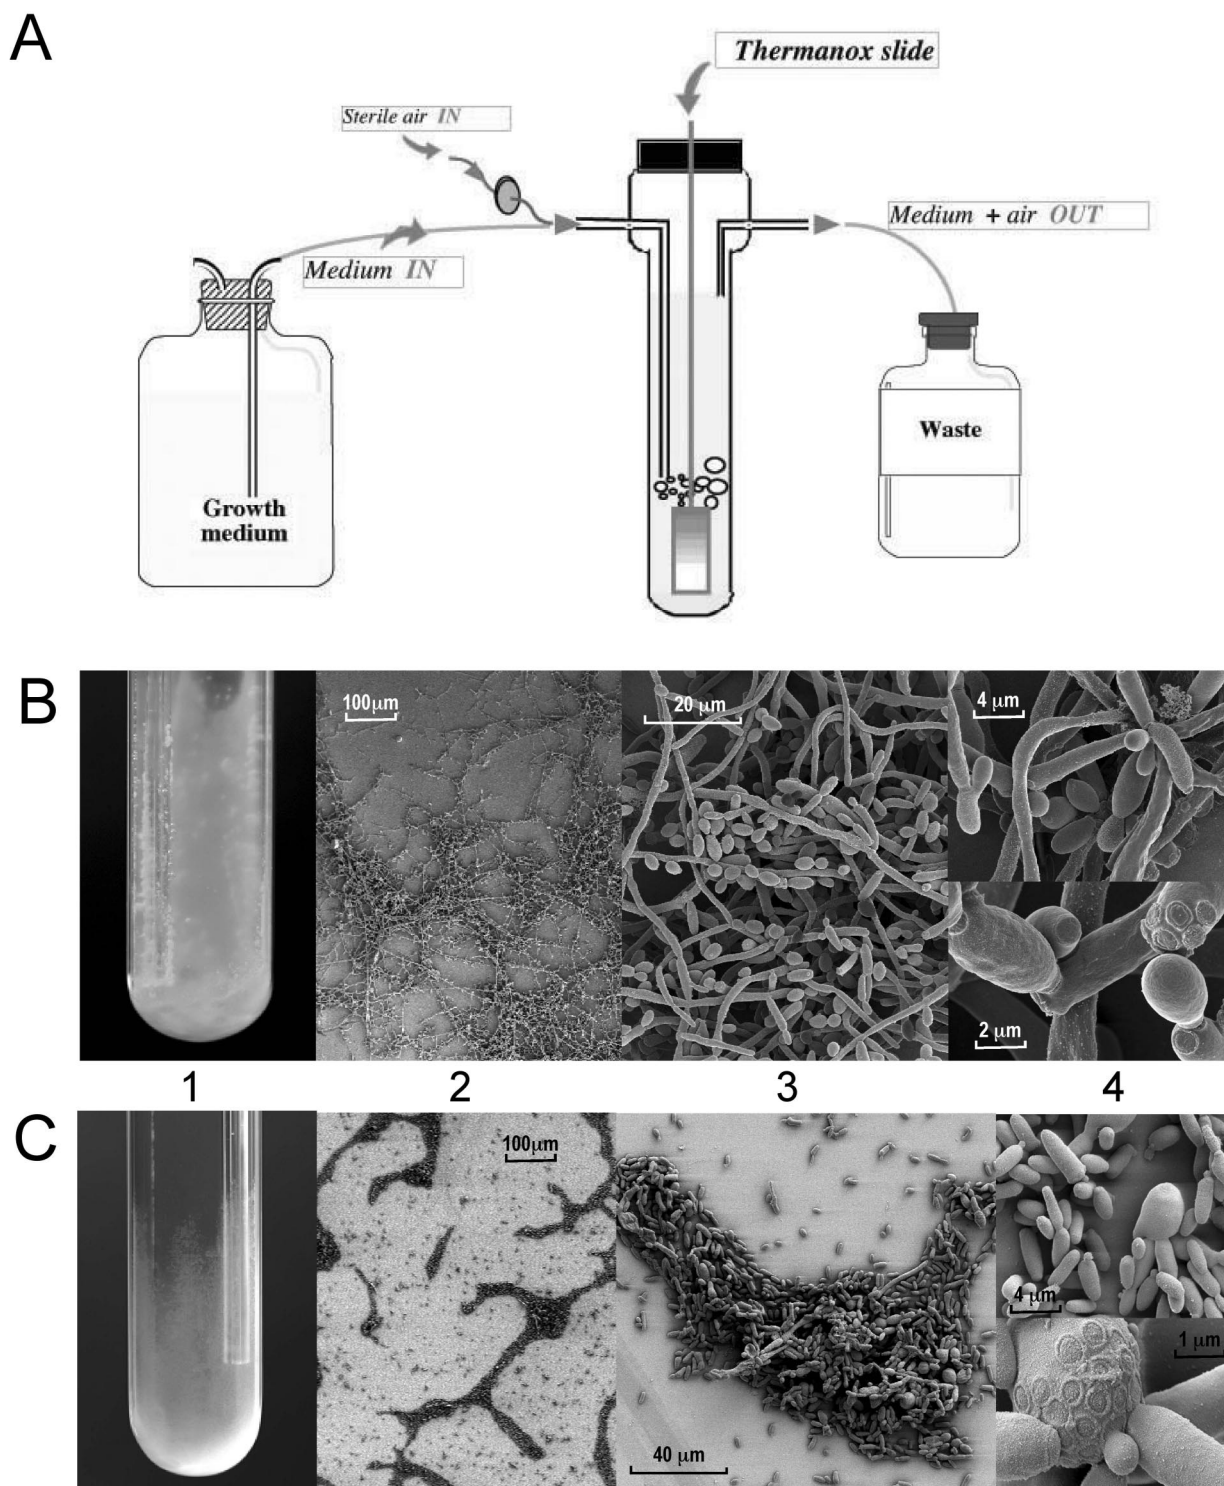 A
Thermanox slide
Sterile air IN
Medium + air OUT
Medium IN
Waste
Growth
medium
B
100μm
20 μm
4 μm
2 μm
1
2
3
4
C
100μm
40 μm
4 μm
1 μm